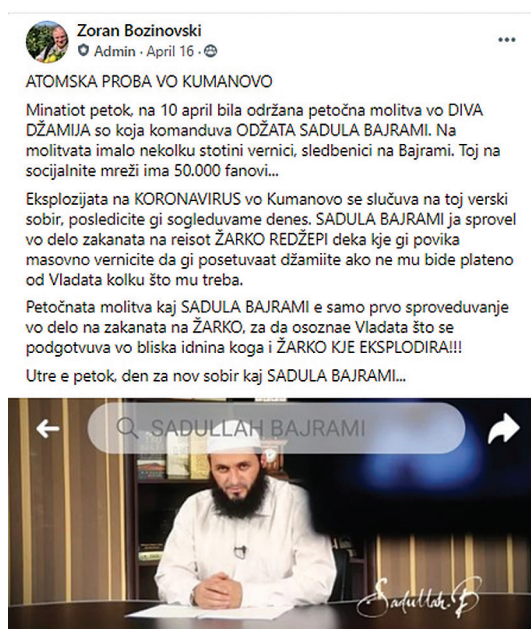 Zoran Bozinovski
Admin · April 16 ·
ATOMSKA PROBA VO KUMANOVO
Minatiot petok, na 10 april bila održana petočna molitva vo DIVA
DŽAMIJA so koja komanduva ODŽATA SADULA BAJRAMI. Na
molitvata imalo nekolku stotini vernici, sledbenici na Bajrami. Toj na
socijalnite mreži ima 50.000 fanovi...
Eksplozijata na KORONAVIRUS vo Kumanovo se slučuva na toj verski
sobir, posledicite gi sogleduvame denes. SADULA BAJRAMI ja sprovel
vo delo zakanata na reisot ŽARKO REDŽEPI deka kje gi povika
masovno vernicite da gi posetuvaat džamiite ako ne mu bide plateno
od Vladata kolku što mu treba.
Petočnata molitva kaj SADULA BAJRAMI e samo prvo sproveduvanje
vo delo na zakanata na ŽARKO, za da osoznae Vladata što se
podgotvuva vo bliska idnina koga i ŽARKO KJE EKSPLODIRA!!!
Utre e petok, den za nov sobir kaj SADULA BAJRAMI...
SADULLAH BAJRAMI
Sadullah.B